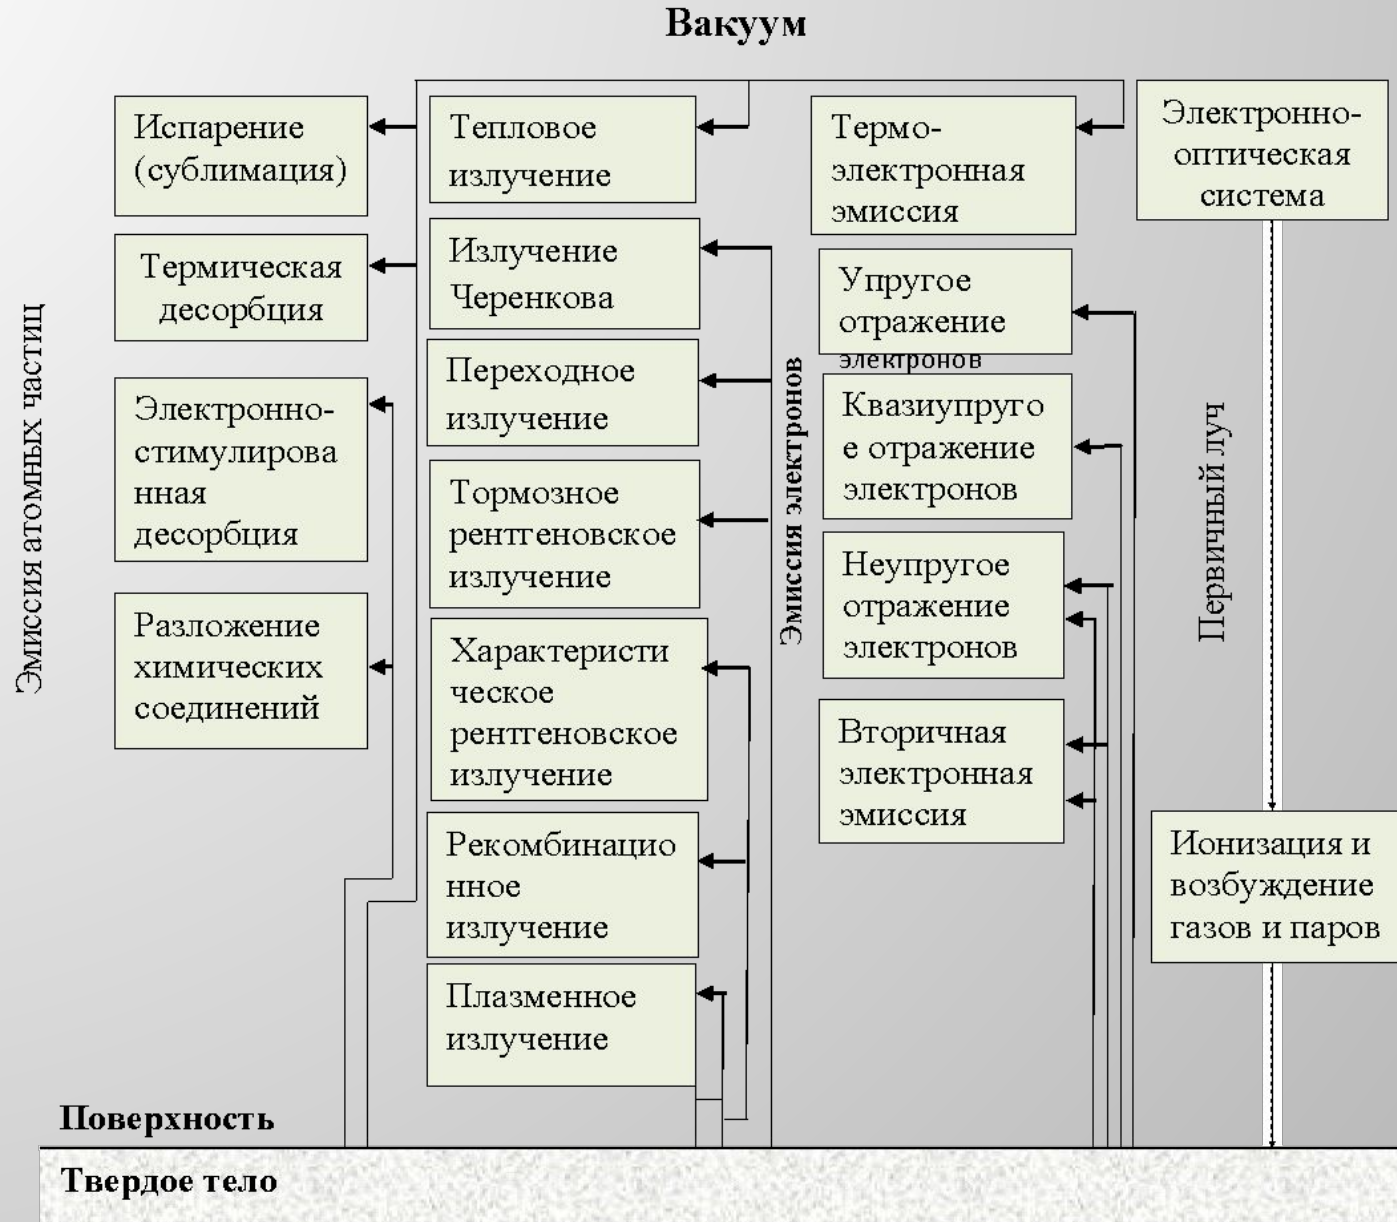 Вакуум
Эмиссия атомных частиц
Испарение
(сублимация)
Термическая
десорбция
Электронно-
стимулирова
нная
десорбция
Разложение
химических
соединений
Тепловое
излучение
Излучение
Черенкова
Переходное
излучение
Тормозное
рентгеновское
излучение
Характеристи
ческое
рентгеновское
излучение
Рекомбинацио
нное
излучение
Плазменное
излучение
Эмиссия электронов
Термо-
электронная
эмиссия
Упругое
отражение
электронов
Квазиупруго
е отражение
электронов
Неупругое
отражение
электронов
Вторичная
электронная
эмиссия
Электронно-
оптическая
система
Первичный луч
Ионизация и
возбуждение
газов и паров
Поверхность
Твердое тело